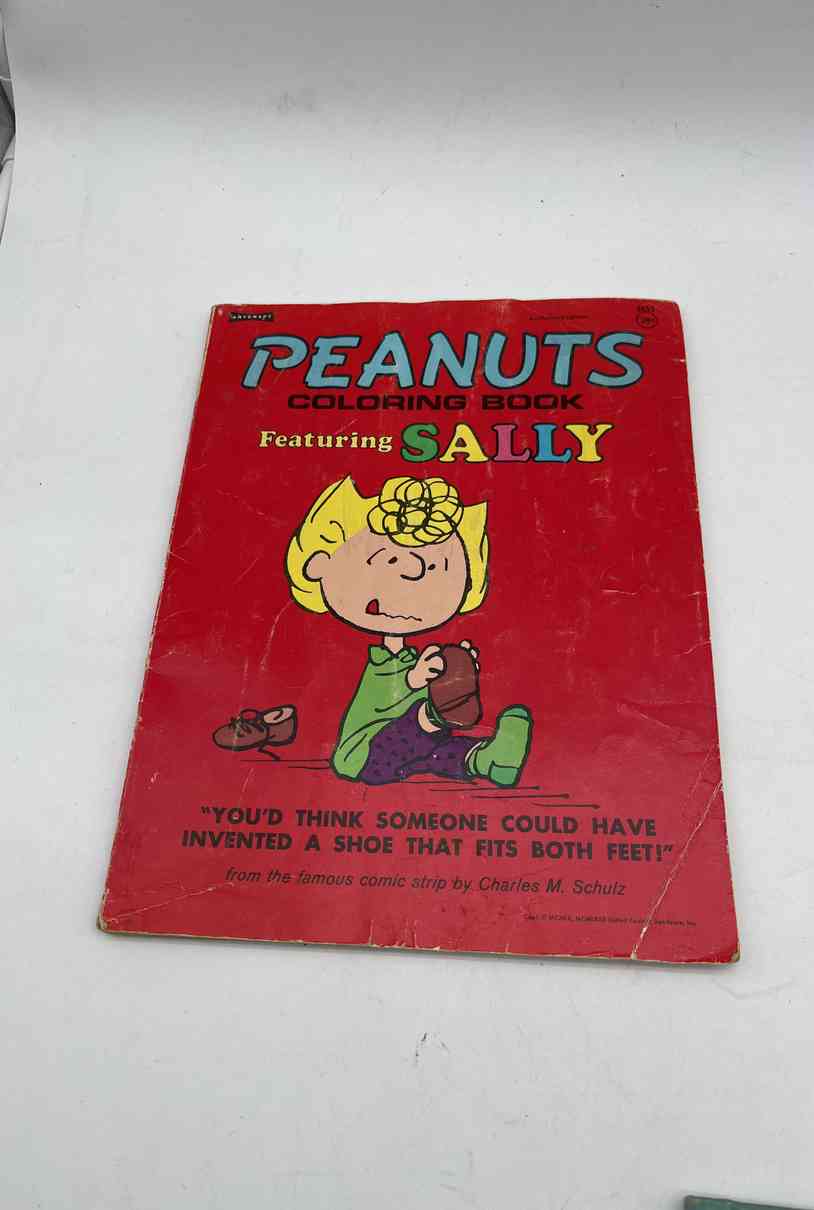 PEANUTS
COLORING BOOK
Featuring SALLY
"YOU'D THINK SOMEONE COULD HAVE
INVENTED A SHOE THAT FITS BOTH FEET!"
from the famous comic strip by Charles M. Schulz